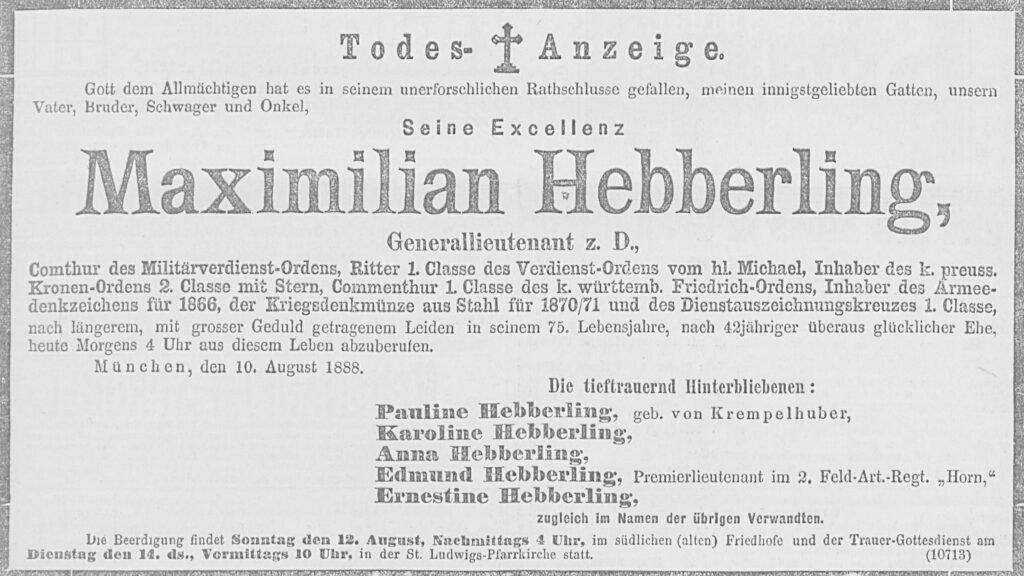 Todes- Anzeige.
Gott dem Allmächtigen hat es in seinem unerforschlichen Rathschlusse gefallen, meinen innigstgeliebten Gatten, unsern
Vater, Bruder, Schwager und Onkel,
Seine Excellenz
Maximilian Hebberling,
Generallieutenant z. D.,
Comthur des Militärverdienst-Ordens, Ritter 1. Classe des Verdienst-Ordens vom hl. Michael, Inhaber des k. preuss.
Kronen-Ordens 2. Classe mit Stern, Commenthur 1. Classe des k. württemb. Friedrich-Ordens, Inhaber des Armee-
denkzeichens für 1866, der Kriegsdenkmünze aus Stahl für 1870/71 und des Dienstauszeichnungskreuzes 1. Classe,
nach längerem, mit grosser Geduld getragenem Leiden in seinem 75. Lebensjahre, nach 42jähriger überaus glücklicher Ehe,
heute Morgens 4 Uhr aus diesem Leben abzuberufen.
München, den 10. August 1888.
Die tieftrauernd Hinterbliebenen:
Pauline Hebberling, geb. von Krempelhuber,
Karoline Hebberling,
Anna Hebberling,
Edmund Hebberling, Premierlieutenant im 2. Feld-Art.-Regt. „Horn,“
Ernestine Hebberling,
zugleich im Namen der übrigen Verwandten.
Die Beerdigung findet Sonntag den 12. August, Nachmittags 4 Uhr, im südlichen (alten) Friedhofe und der Trauer-Gottesdienst am
Dienstag den 14. ds., Vormittags 10 Uhr, in der St. Ludwigs-Pfarrkirche statt. (10713)